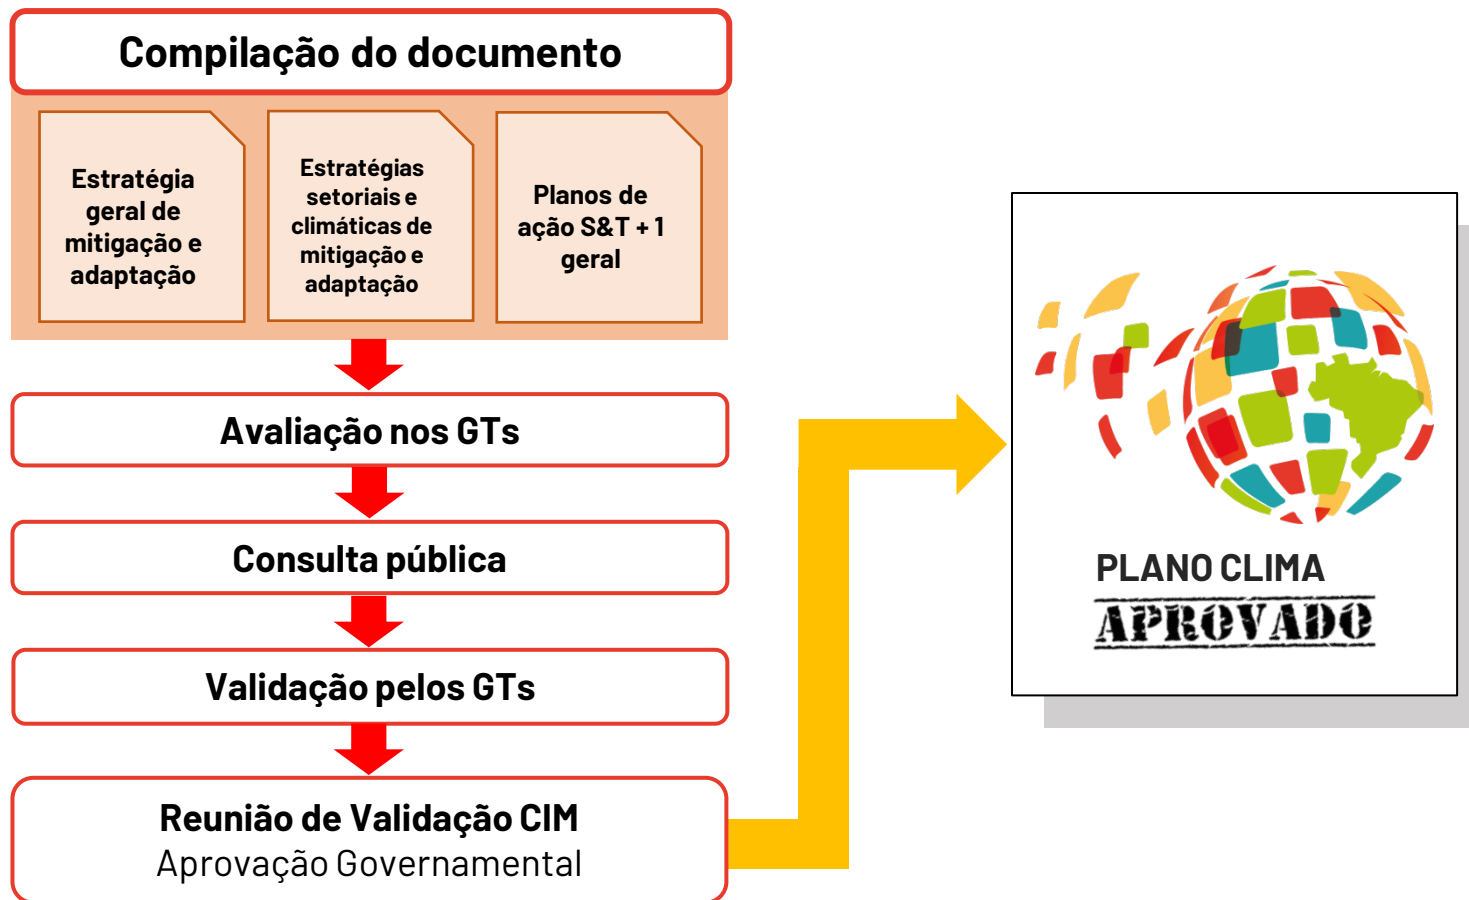 Compilação do documento
Estratégia
geral de
mitigação e
adaptação
Estratégias
setoriais e
climáticas de
mitigação e
adaptação
Planos de
ação S&T + 1
geral
Avaliação nos GTs
Consulta pública
Validação pelos GTs
Reunião de Validação CIM
Aprovação Governamental
PLANO CLIMA
APROVADO